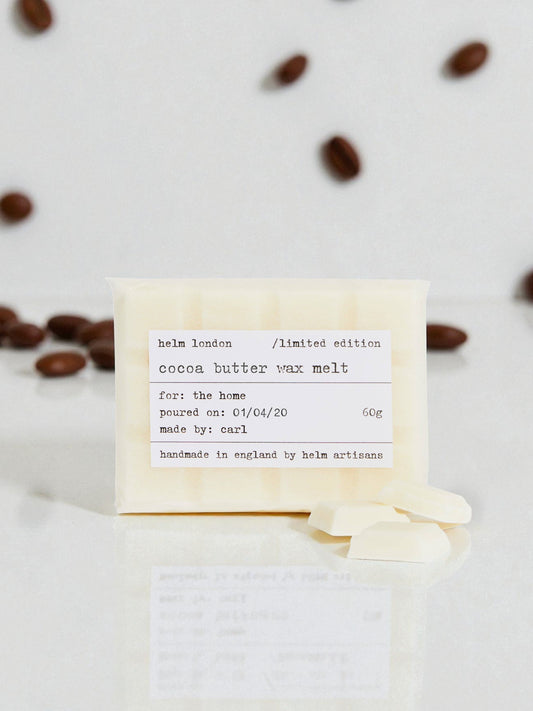 helm london /limited edition
cocoa butter wax melt
for: the home
poured on: 01/04/20 60g
made by: carl
handmade in england by helm artisans